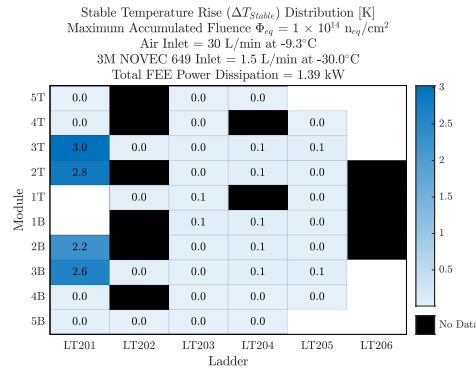 Stable Temperature Rise (ΔT_Stable) Distribution [K]
Maximum Accumulated Fluence Φ_eq = 1 × 10^14 n_eq/cm²
Air Inlet = 30 L/min at -9.3°C
3M NOVEC 649 Inlet = 1.5 L/min at -30.0°C
Total FEE Power Dissipation = 1.39 kW
Module
5T 0.0 0.0 0.0
4T 0.0 0.0 0.0
3T 3.0 0.0 0.0 0.1 0.1
2T 2.8 0.0 0.1 0.0
1T 0.0 0.1 0.0
1B 0.1 0.1 0.0
2B 2.2 0.0 0.1 0.0
3B 2.6 0.0 0.0 0.1 0.1
4B 0.0 0.0 0.0 0.0
5B 0.0 0.0 0.0 0.0
LT201 LT202 LT203 LT204 LT205 LT206
Ladder
3
2.5
2
1.5
1
0.5
No Data